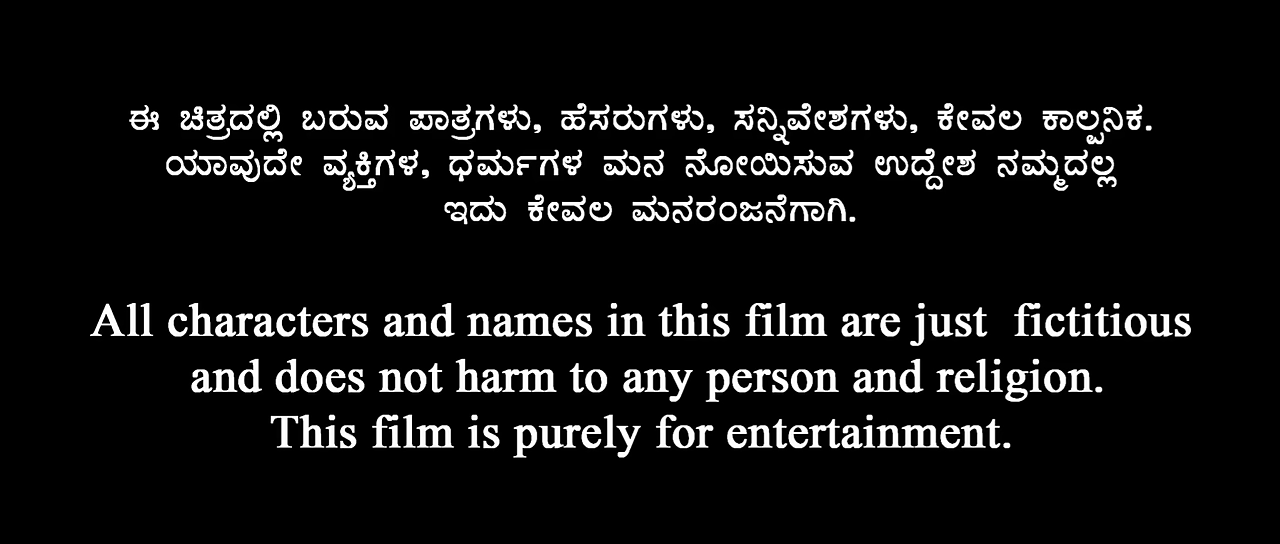 ಈ ಚಿತ್ರದಲ್ಲಿ ಬರುವ ಪಾತ್ರಗಳು, ಹೆಸರುಗಳು, ಸನ್ನಿವೇಶಗಳು, ಕೇವಲ ಕಾಲ್ಪನಿಕ.
ಯಾವುದೇ ವ್ಯಕ್ತಿಗಳ, ಧರ್ಮಗಳ ಮನ ನೋಯಿಸುವ ಉದ್ದೇಶ ನಮ್ಮದಲ್ಲ
ಇದು ಕೇವಲ ಮನರಂಜನೆಗಾಗಿ.
All characters and names in this film are just  fictitious
and does not harm to any person and religion.
This film is purely for entertainment.